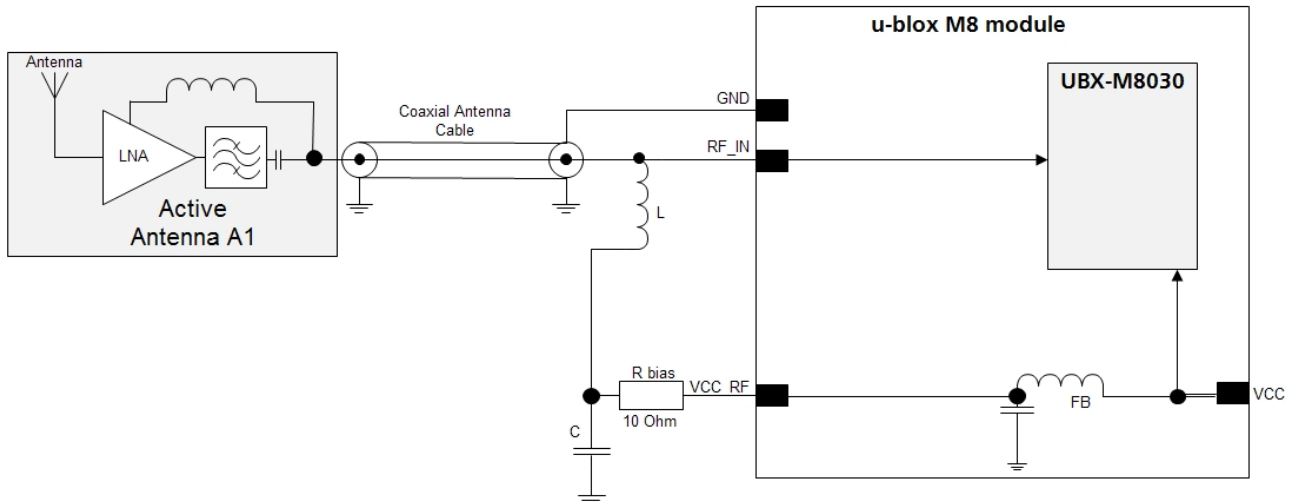 u-blox M8 module
Antenna
UBX-M8030
GND
Coaxial Antenna
Cable
RF_IN
LNA
Active
Antenna A1
L
R bias
VCC_RF
FB
VCC
10 Ohm
C